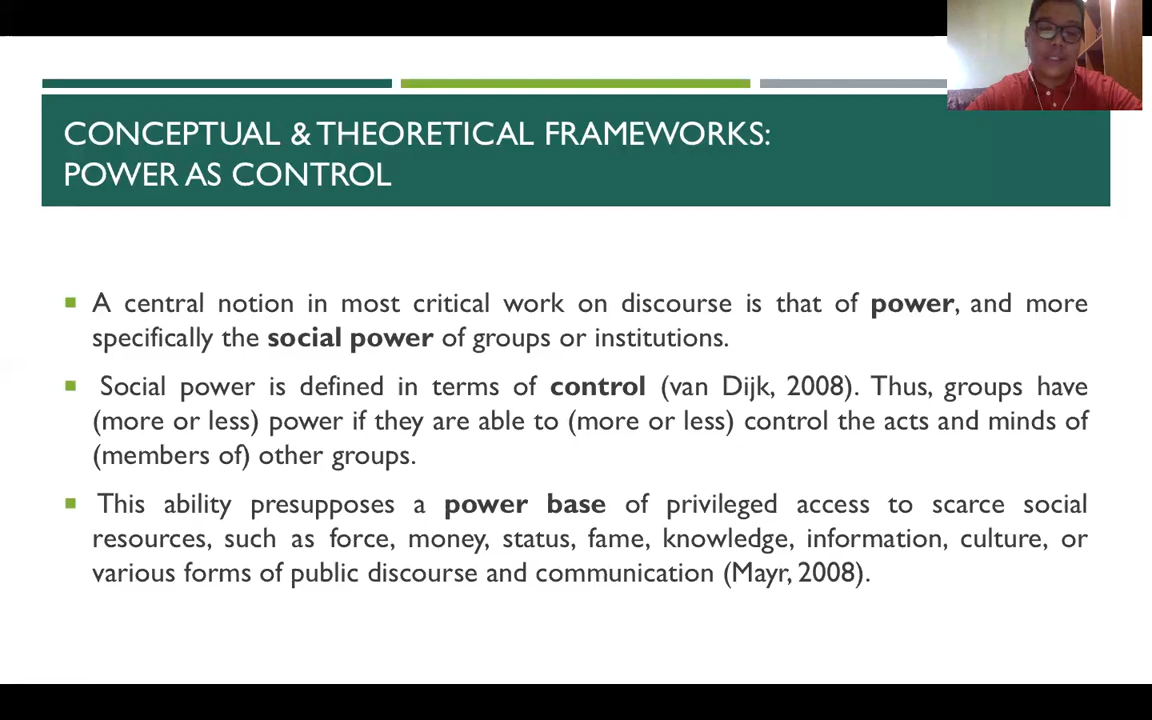 CONCEPTUAL & THEORETICAL FRAMEWORKS:
POWER AS CONTROL
A central notion in most critical work on discourse is that of power, and more
specifically the social power of groups or institutions.
Social power is defined in terms of control (van Dijk, 2008). Thus, groups have
(more or less) power if they are able to (more or less) control the acts and minds of
(members of) other groups.
This ability presupposes a power base of privileged access to scarce social
resources, such as force, money, status, fame, knowledge, information, culture, or
various forms of public discourse and communication (Mayr, 2008).